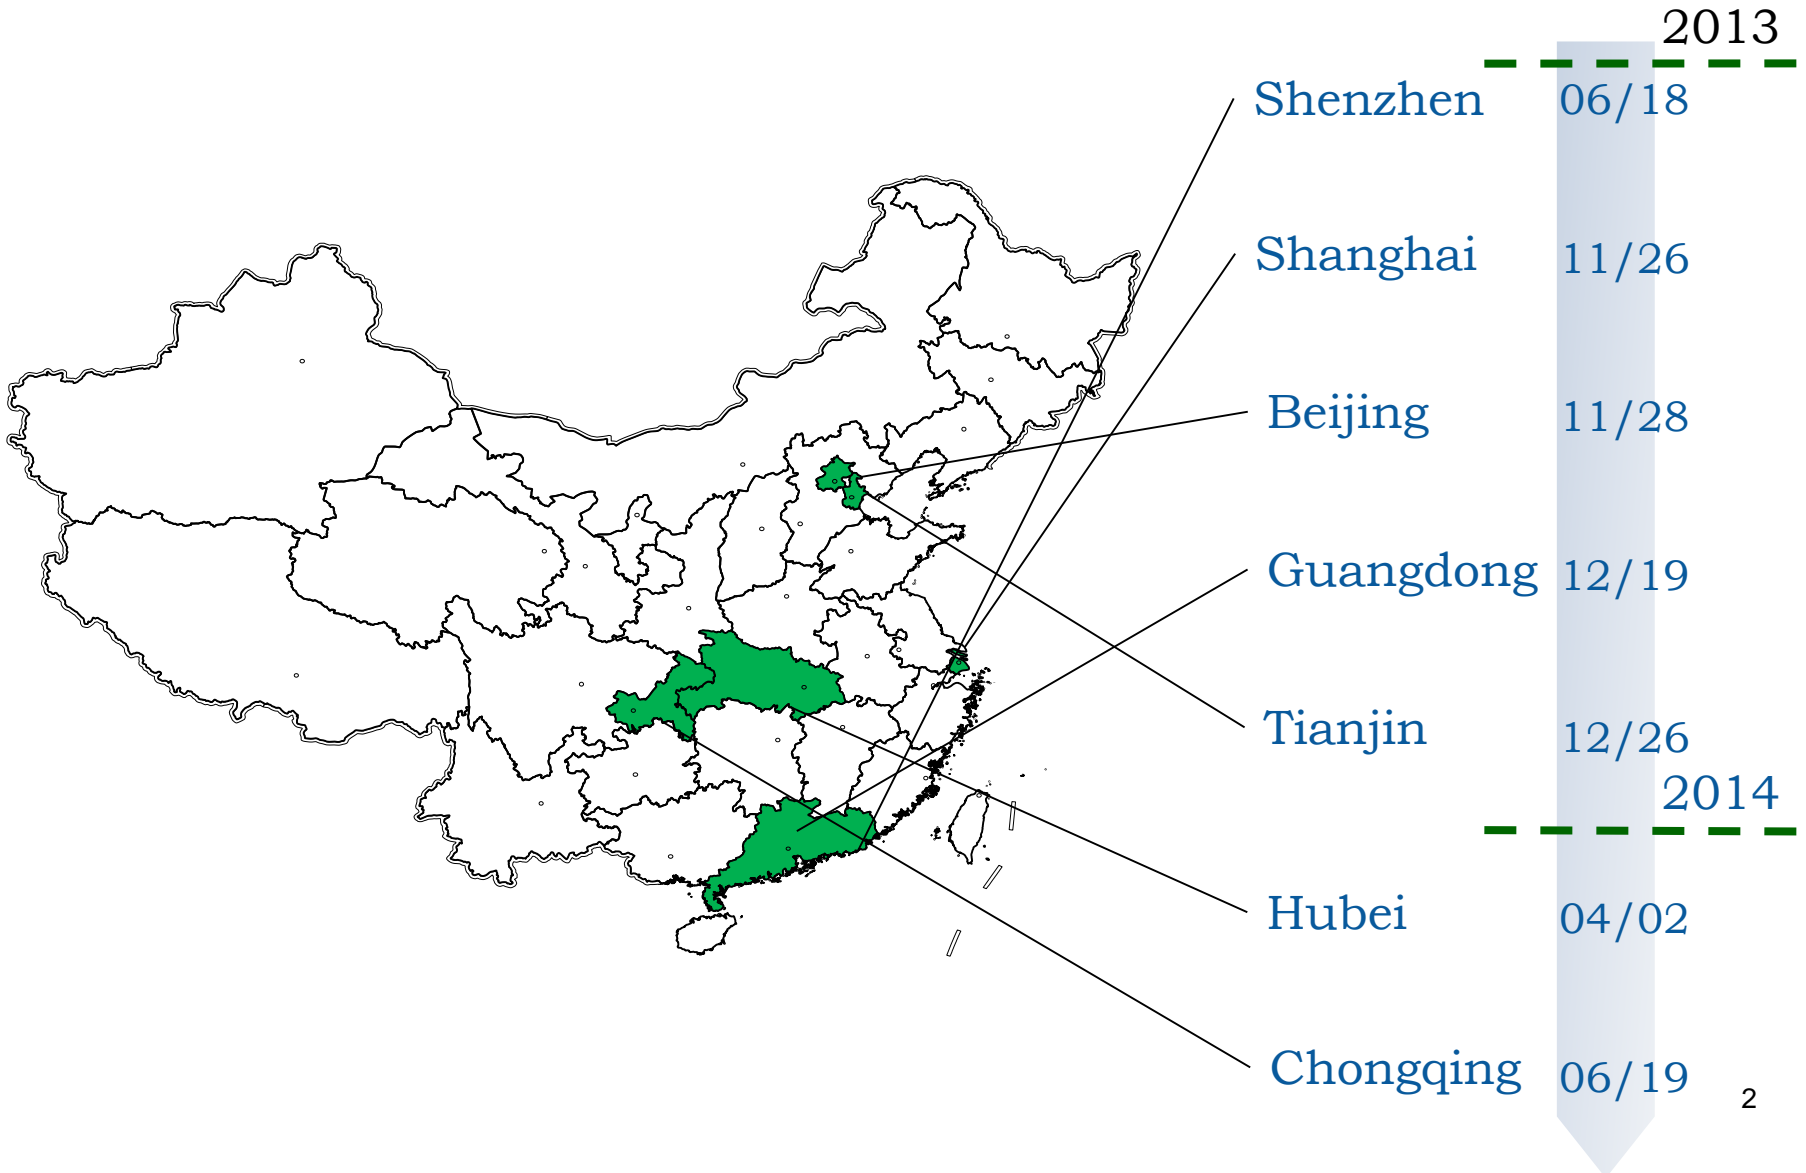 2013
Shenzhen 06/18
Shanghai 11/26
Beijing 11/28
Guangdong 12/19
Tianjin 12/26
2014
Hubei 04/02
Chongqing 06/19
2